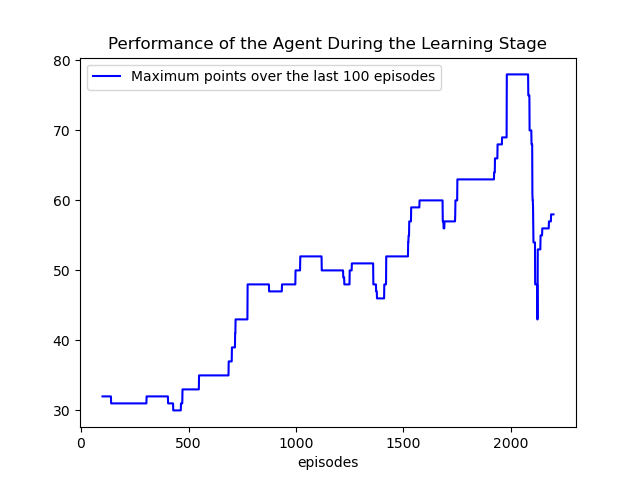 Performance of the Agent During the Learning Stage
Maximum points over the last 100 episodes
80
70
60
50
40
30
0 500 1000 1500 2000
episodes